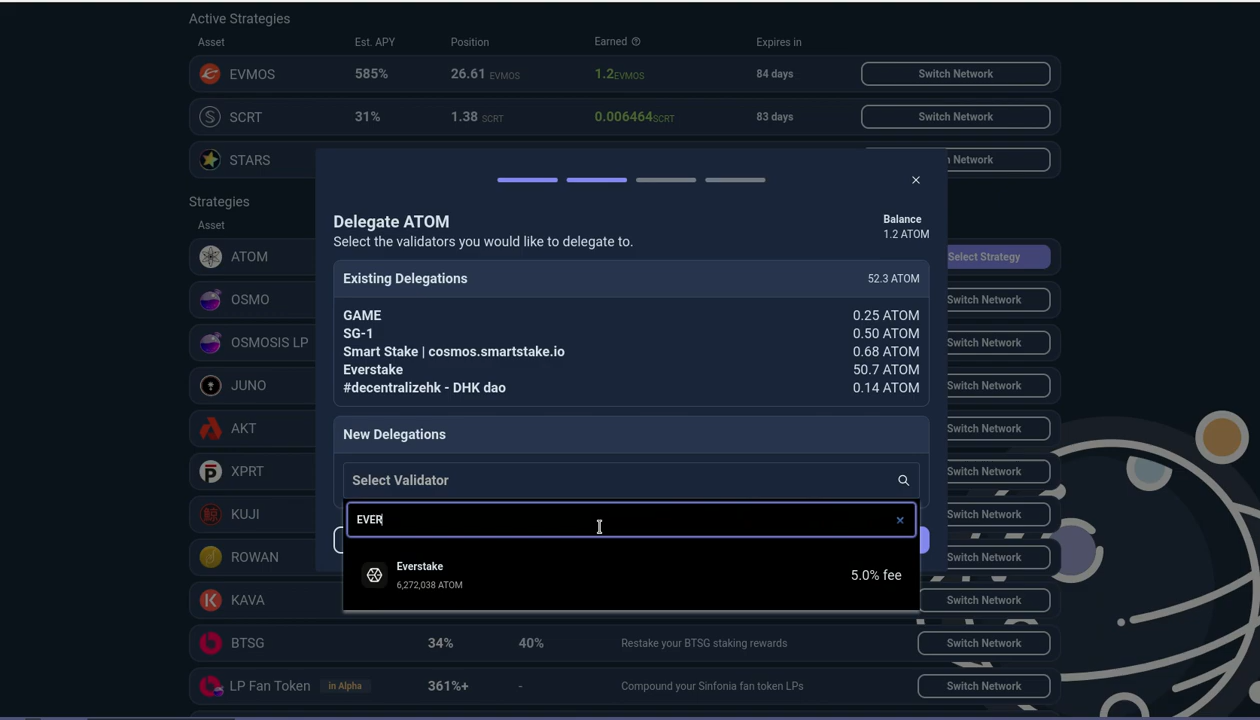 Active Strategies
Asset Est. APY Position Earned Expires in
EVMOS 585% 26.61 EVMOS 1.2EVMOS 84 days Switch Network
SCRT 31% 1.38 SCRT 0.006464SCRT 83 days Switch Network
STARS Network
Strategies
Asset
Delegate ATOM
Select the validators you would like to delegate to.
Balance
1.2 ATOM
Existing Delegations 52.3 ATOM
GAME 0.25 ATOM
SG-1 0.50 ATOM
Smart Stake | cosmos.smartstake.io 0.68 ATOM
Everstake 50.7 ATOM
#decentralizehk - DHK dao 0.14 ATOM
New Delegations
Select Validator
EVER
Everstake
6,272,038 ATOM
5.0% fee
ATOM Select Strategy
OSMO Switch Network
OSMOSIS LP Switch Network
JUNO Switch Network
AKT Switch Network
XPRT Switch Network
KUJI Switch Network
ROWAN Switch Network
KAVA Switch Network
BTSG 34% 40% Restake your BTSG staking rewards Switch Network
LP Fan Token in Alpha 361%+ - Compound your Sinfonia fan token LPs Switch Network